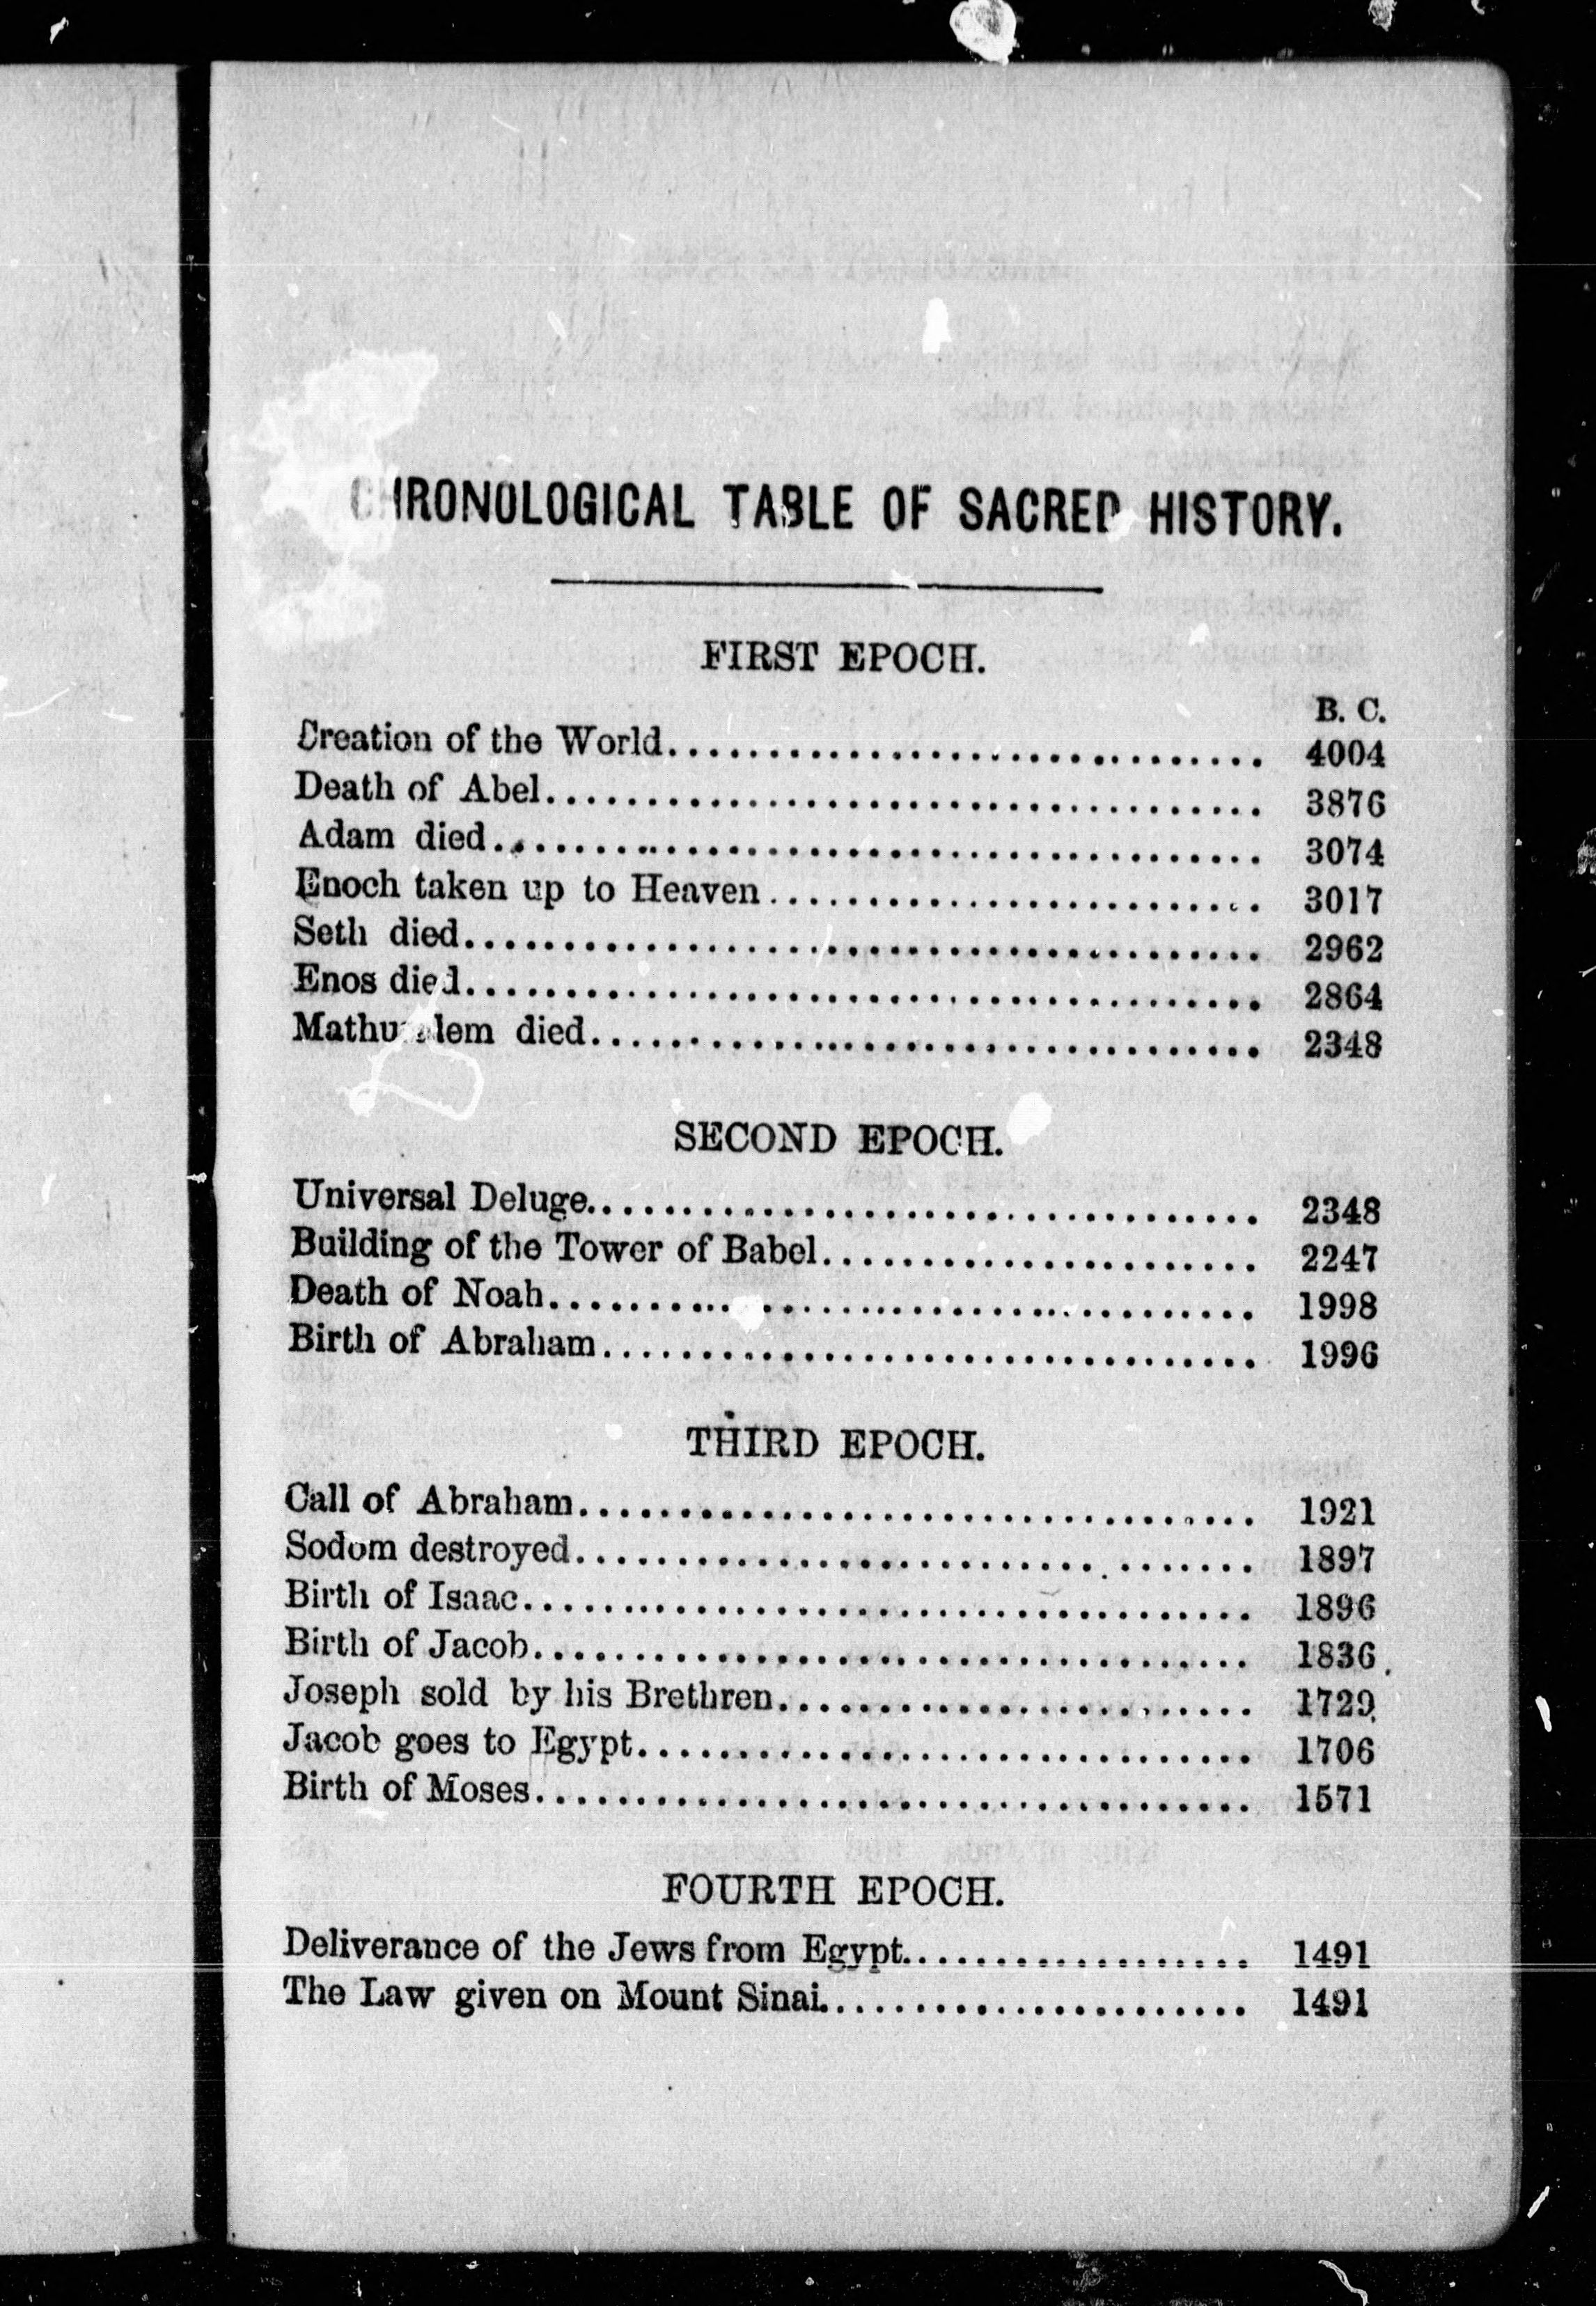 CHRONOLOGICAL TABLE OF SACRED HISTORY.
FIRST EPOCH.
B. C.
Creation of the World........................................ 4004
Death of Abel........................................ 3876
Adam died........................................ 3074
Enoch taken up to Heaven........................................ 3017
Seth died........................................ 2962
Enos died........................................ 2864
Mathusalem died........................................ 2348
SECOND EPOCH.
Universal Deluge........................................ 2348
Building of the Tower of Babel........................................ 2247
Death of Noah........................................ 1998
Birth of Abraham........................................ 1996
THIRD EPOCH.
Call of Abraham........................................ 1921
Sodom destroyed........................................ 1897
Birth of Isaac........................................ 1896
Birth of Jacob........................................ 1836
Joseph sold by his Brethren........................................ 1729
Jacob goes to Egypt........................................ 1706
Birth of Moses........................................ 1571
FOURTH EPOCH.
Deliverance of the Jews from Egypt.................... 1491
The Law given on Mount Sinai........................ 1491